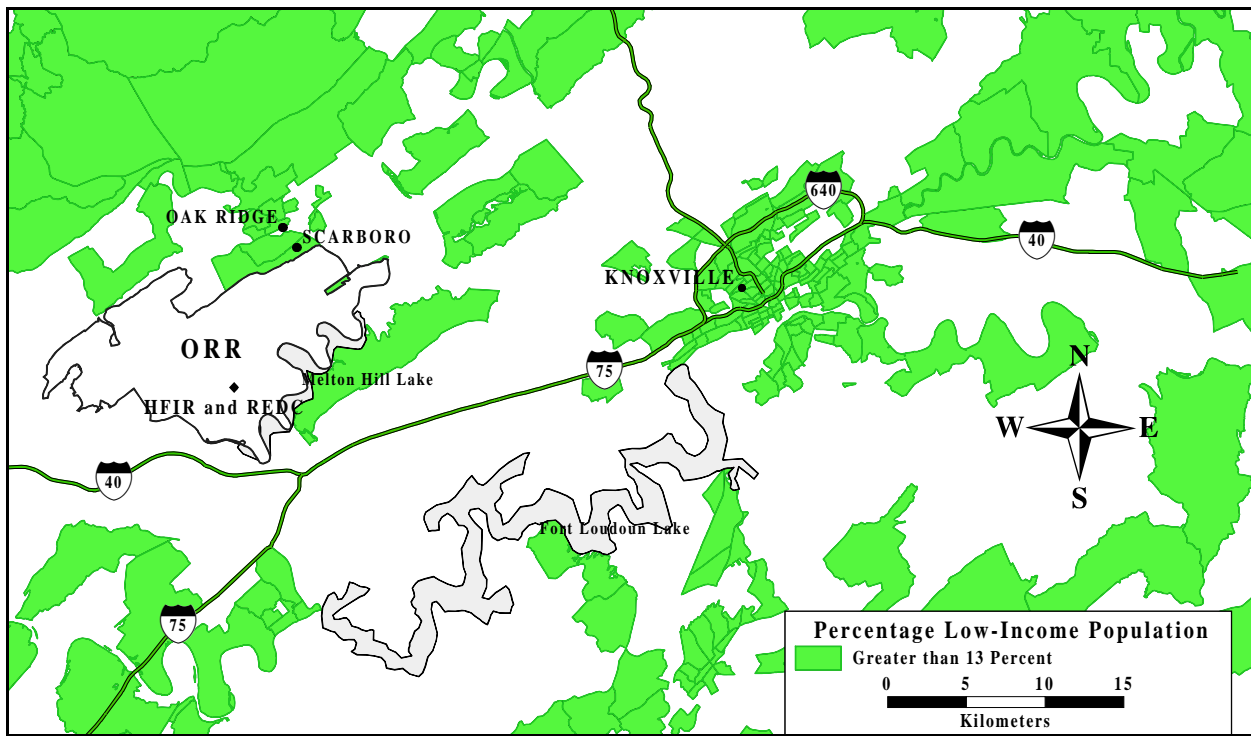 640
OAK RIDGE
SCARBORO
40
KNOXVILLE
ORR
N
75
Melton Hill Lake
HFIR and REDC
W
E
40
S
Fort Loudoun Lake
75
Percentage Low-Income Population
Greater than 13 Percent
0 5 10 15
Kilometers